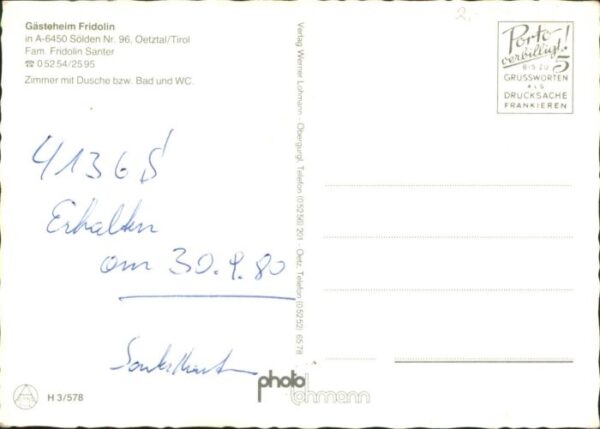 Gästeheim Fridolin
in A-6450 Sölden Nr. 96, Oetztal/Tirol
Fam. Fridolin Santer
☎ 05254/2595
Zimmer mit Dusche bzw. Bad und WC.
2.
Porto
verbilligt!
BIS ZU 5
GRUSSWORTEN
ALS
DRUCKSACHE
FRANKIEREN
Verlag Werner Lohmann - Obergurgl, Telefon (05256) 201 - Oetz, Telefon (05252) 6578
4136 S
Erhalten
am 30.9.80
photo
lohmann
H 3/578